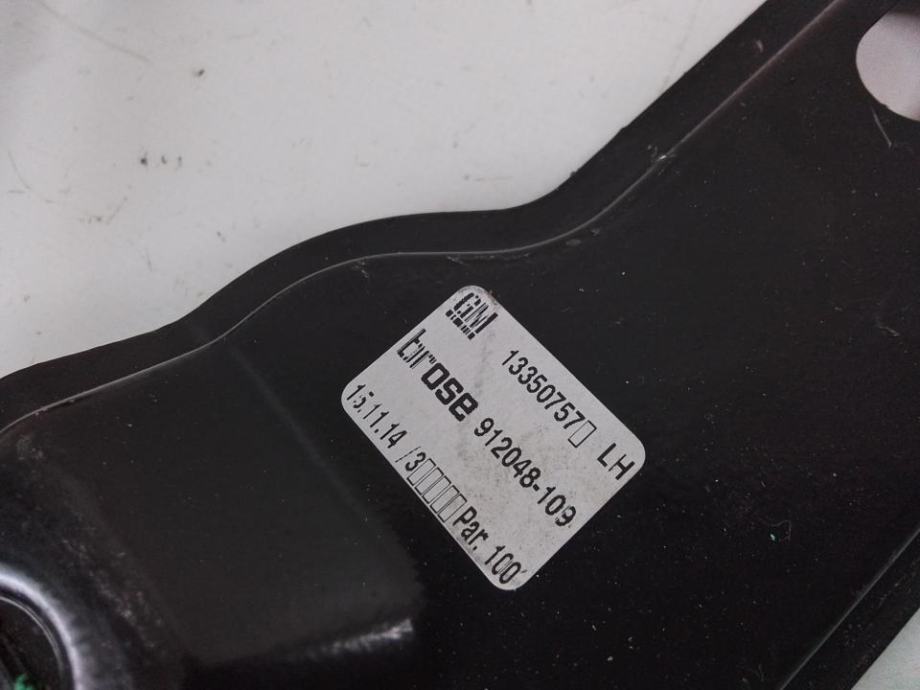 GM
13350757▯ LH
brose 912048-109
15.11.14 /3▯▯▯▯▯Par. 100